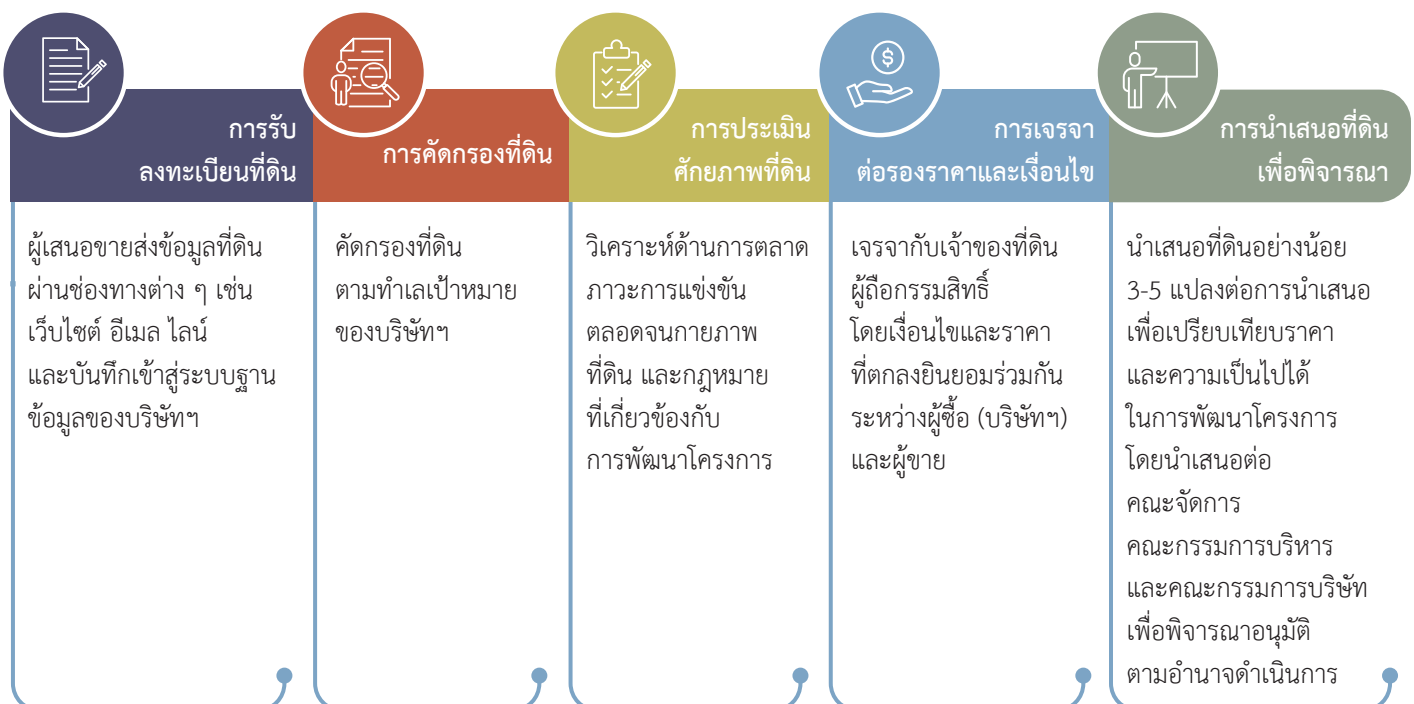 การรับ
ลงทะเบียนที่ดิน
ผู้เสนอขายส่งข้อมูลที่ดิน
ผ่านช่องทางต่าง ๆ เช่น
เว็บไซต์ อีเมล ไลน์
และบันทึกเข้าสู่ระบบฐาน
ข้อมูลของบริษัทฯ
การคัดกรองที่ดิน
คัดกรองที่ดิน
ตามทำเลเป้าหมาย
ของบริษัทฯ
การประเมิน
ศักยภาพที่ดิน
วิเคราะห์ด้านการตลาด
ภาวะการแข่งขัน
ตลอดจนกายภาพ
ที่ดิน และกฎหมาย
ที่เกี่ยวข้องกับ
การพัฒนาโครงการ
การเจรจา
ต่อรองราคาและเงื่อนไข
เจรจากับเจ้าของที่ดิน
ผู้ถือกรรมสิทธิ์
โดยเงื่อนไขและราคา
ที่ตกลงยินยอมร่วมกัน
ระหว่างผู้ซื้อ (บริษัทฯ)
และผู้ขาย
การนำเสนอที่ดิน
เพื่อพิจารณา
นำเสนอที่ดินอย่างน้อย
3-5 แปลงต่อการนำเสนอ
เพื่อเปรียบเทียบราคา
และความเป็นไปได้
ในการพัฒนาโครงการ
โดยนำเสนอต่อ
คณะจัดการ
คณะกรรมการบริหาร
และคณะกรรมการบริษัท
เพื่อพิจารณาอนุมัติ
ตามอำนาจดำเนินการ